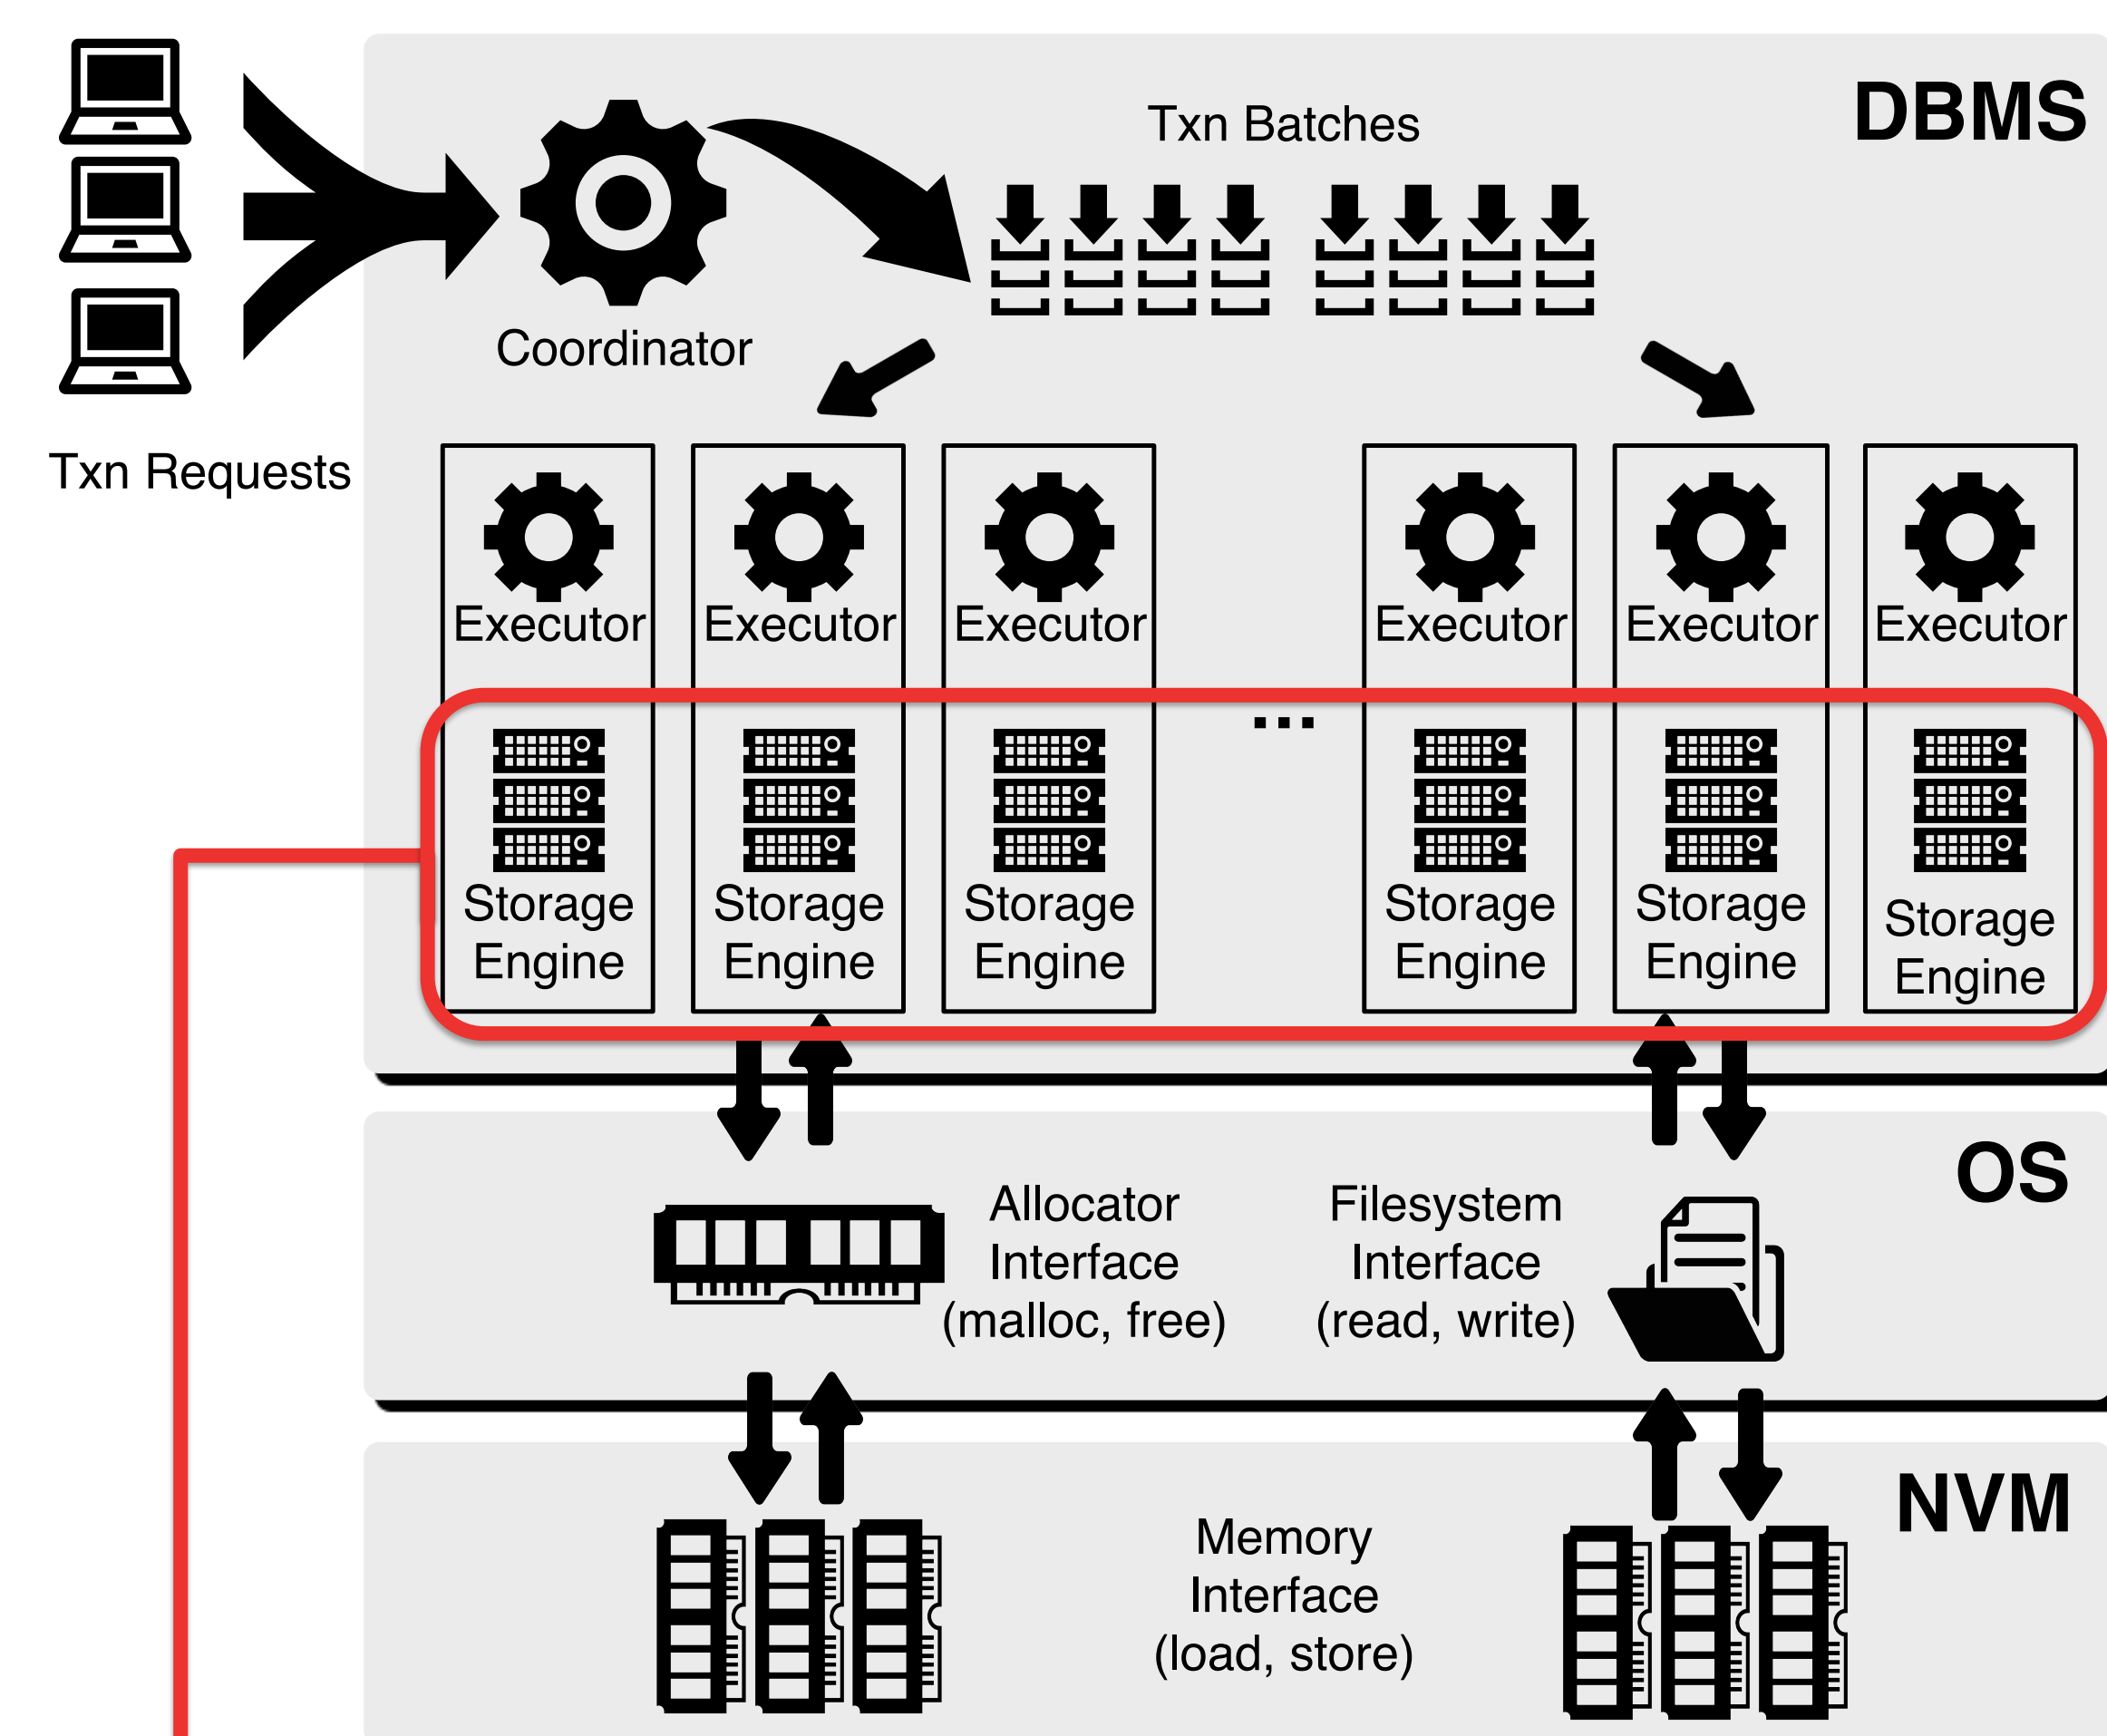 DBMS
Txn Batches
Coordinator
Txn Requests
Executor
Executor
Executor
Executor
Executor
Executor
...
Storage
Engine
Storage
Engine
Storage
Engine
Storage
Engine
Storage
Engine
Storage
Engine
OS
Allocator
Interface
(malloc, free)
Filesystem
Interface
(read, write)
NVM
Memory
Interface
(load, store)